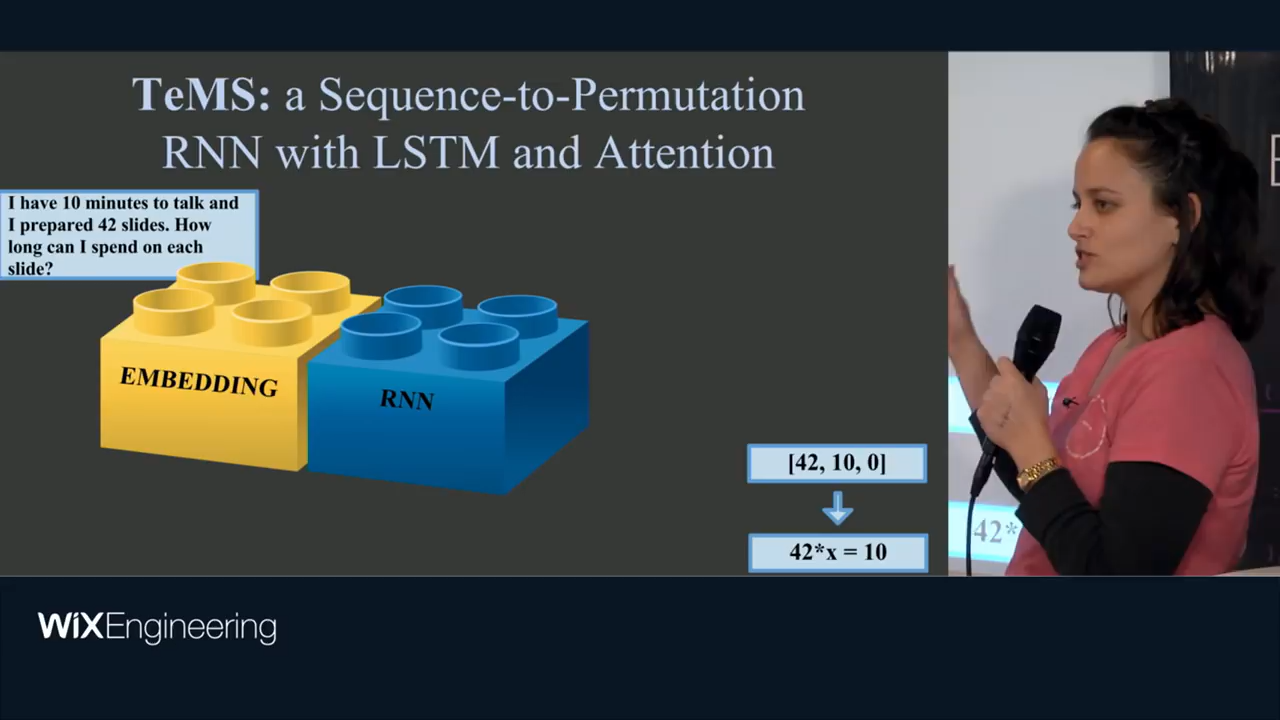 TeMS: a Sequence-to-Permutation
RNN with LSTM and Attention
I have 10 minutes to talk and
I prepared 42 slides. How
long can I spend on each
slide?
EMBEDDING
RNN
[42, 10, 0]
42*x = 10
42*
WiXEngineering